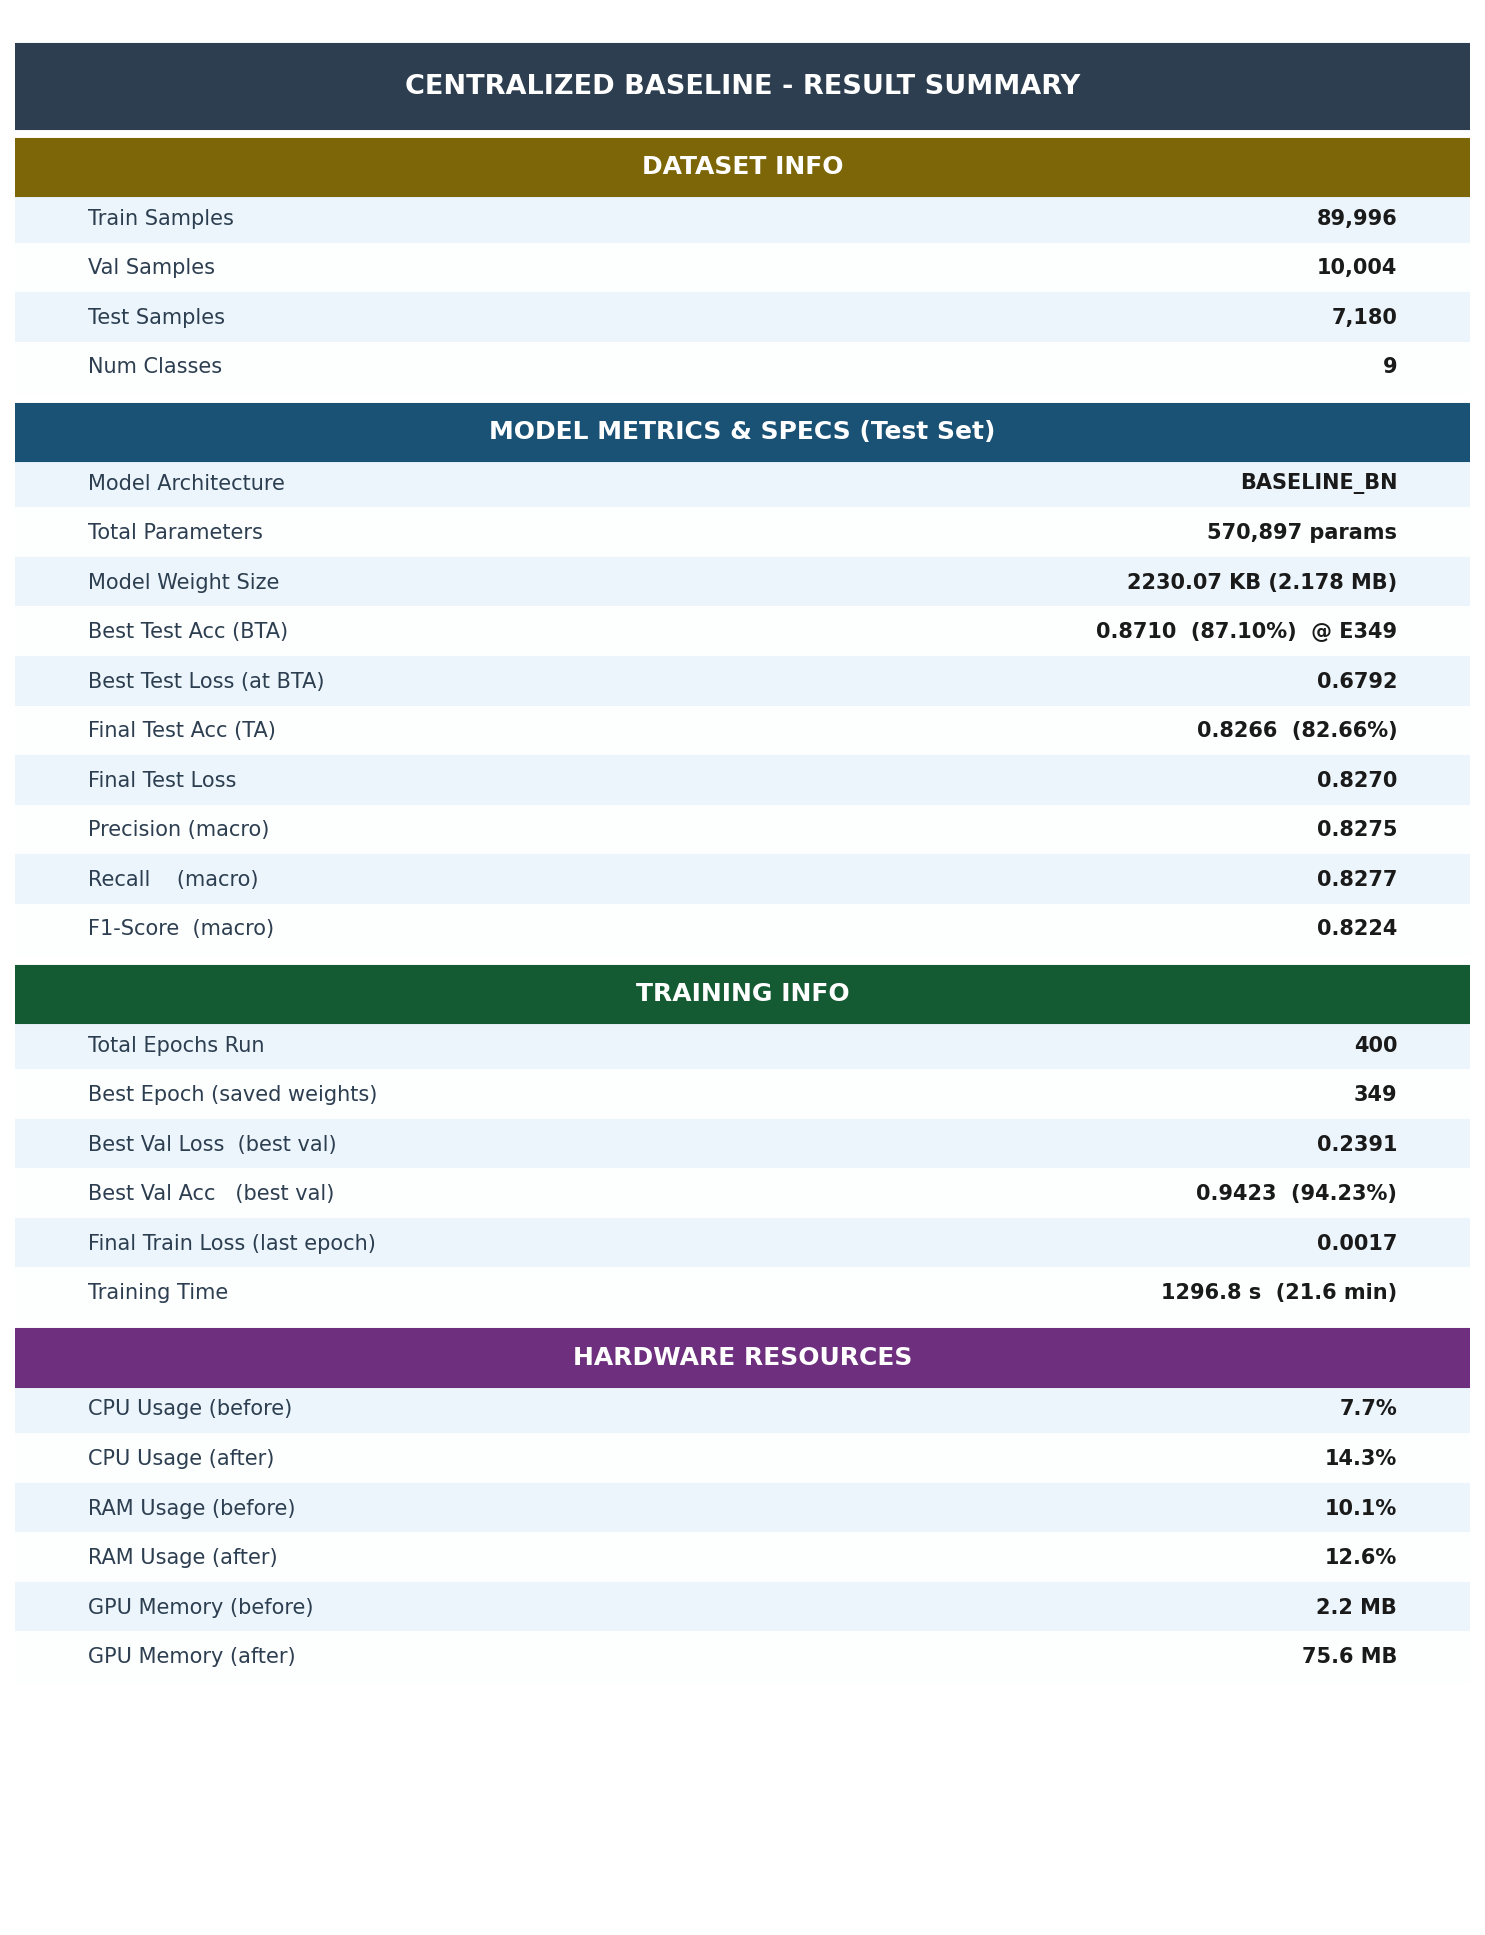 CENTRALIZED BASELINE - RESULT SUMMARY
DATASET INFO
Train Samples 89,996
Val Samples 10,004
Test Samples 7,180
Num Classes 9
MODEL METRICS & SPECS (Test Set)
Model Architecture BASELINE_BN
Total Parameters 570,897 params
Model Weight Size 2230.07 KB (2.178 MB)
Best Test Acc (BTA) 0.8710 (87.10%) @ E349
Best Test Loss (at BTA) 0.6792
Final Test Acc (TA) 0.8266 (82.66%)
Final Test Loss 0.8270
Precision (macro) 0.8275
Recall (macro) 0.8277
F1-Score (macro) 0.8224
TRAINING INFO
Total Epochs Run 400
Best Epoch (saved weights) 349
Best Val Loss (best val) 0.2391
Best Val Acc (best val) 0.9423 (94.23%)
Final Train Loss (last epoch) 0.0017
Training Time 1296.8 s (21.6 min)
HARDWARE RESOURCES
CPU Usage (before) 7.7%
CPU Usage (after) 14.3%
RAM Usage (before) 10.1%
RAM Usage (after) 12.6%
GPU Memory (before) 2.2 MB
GPU Memory (after) 75.6 MB